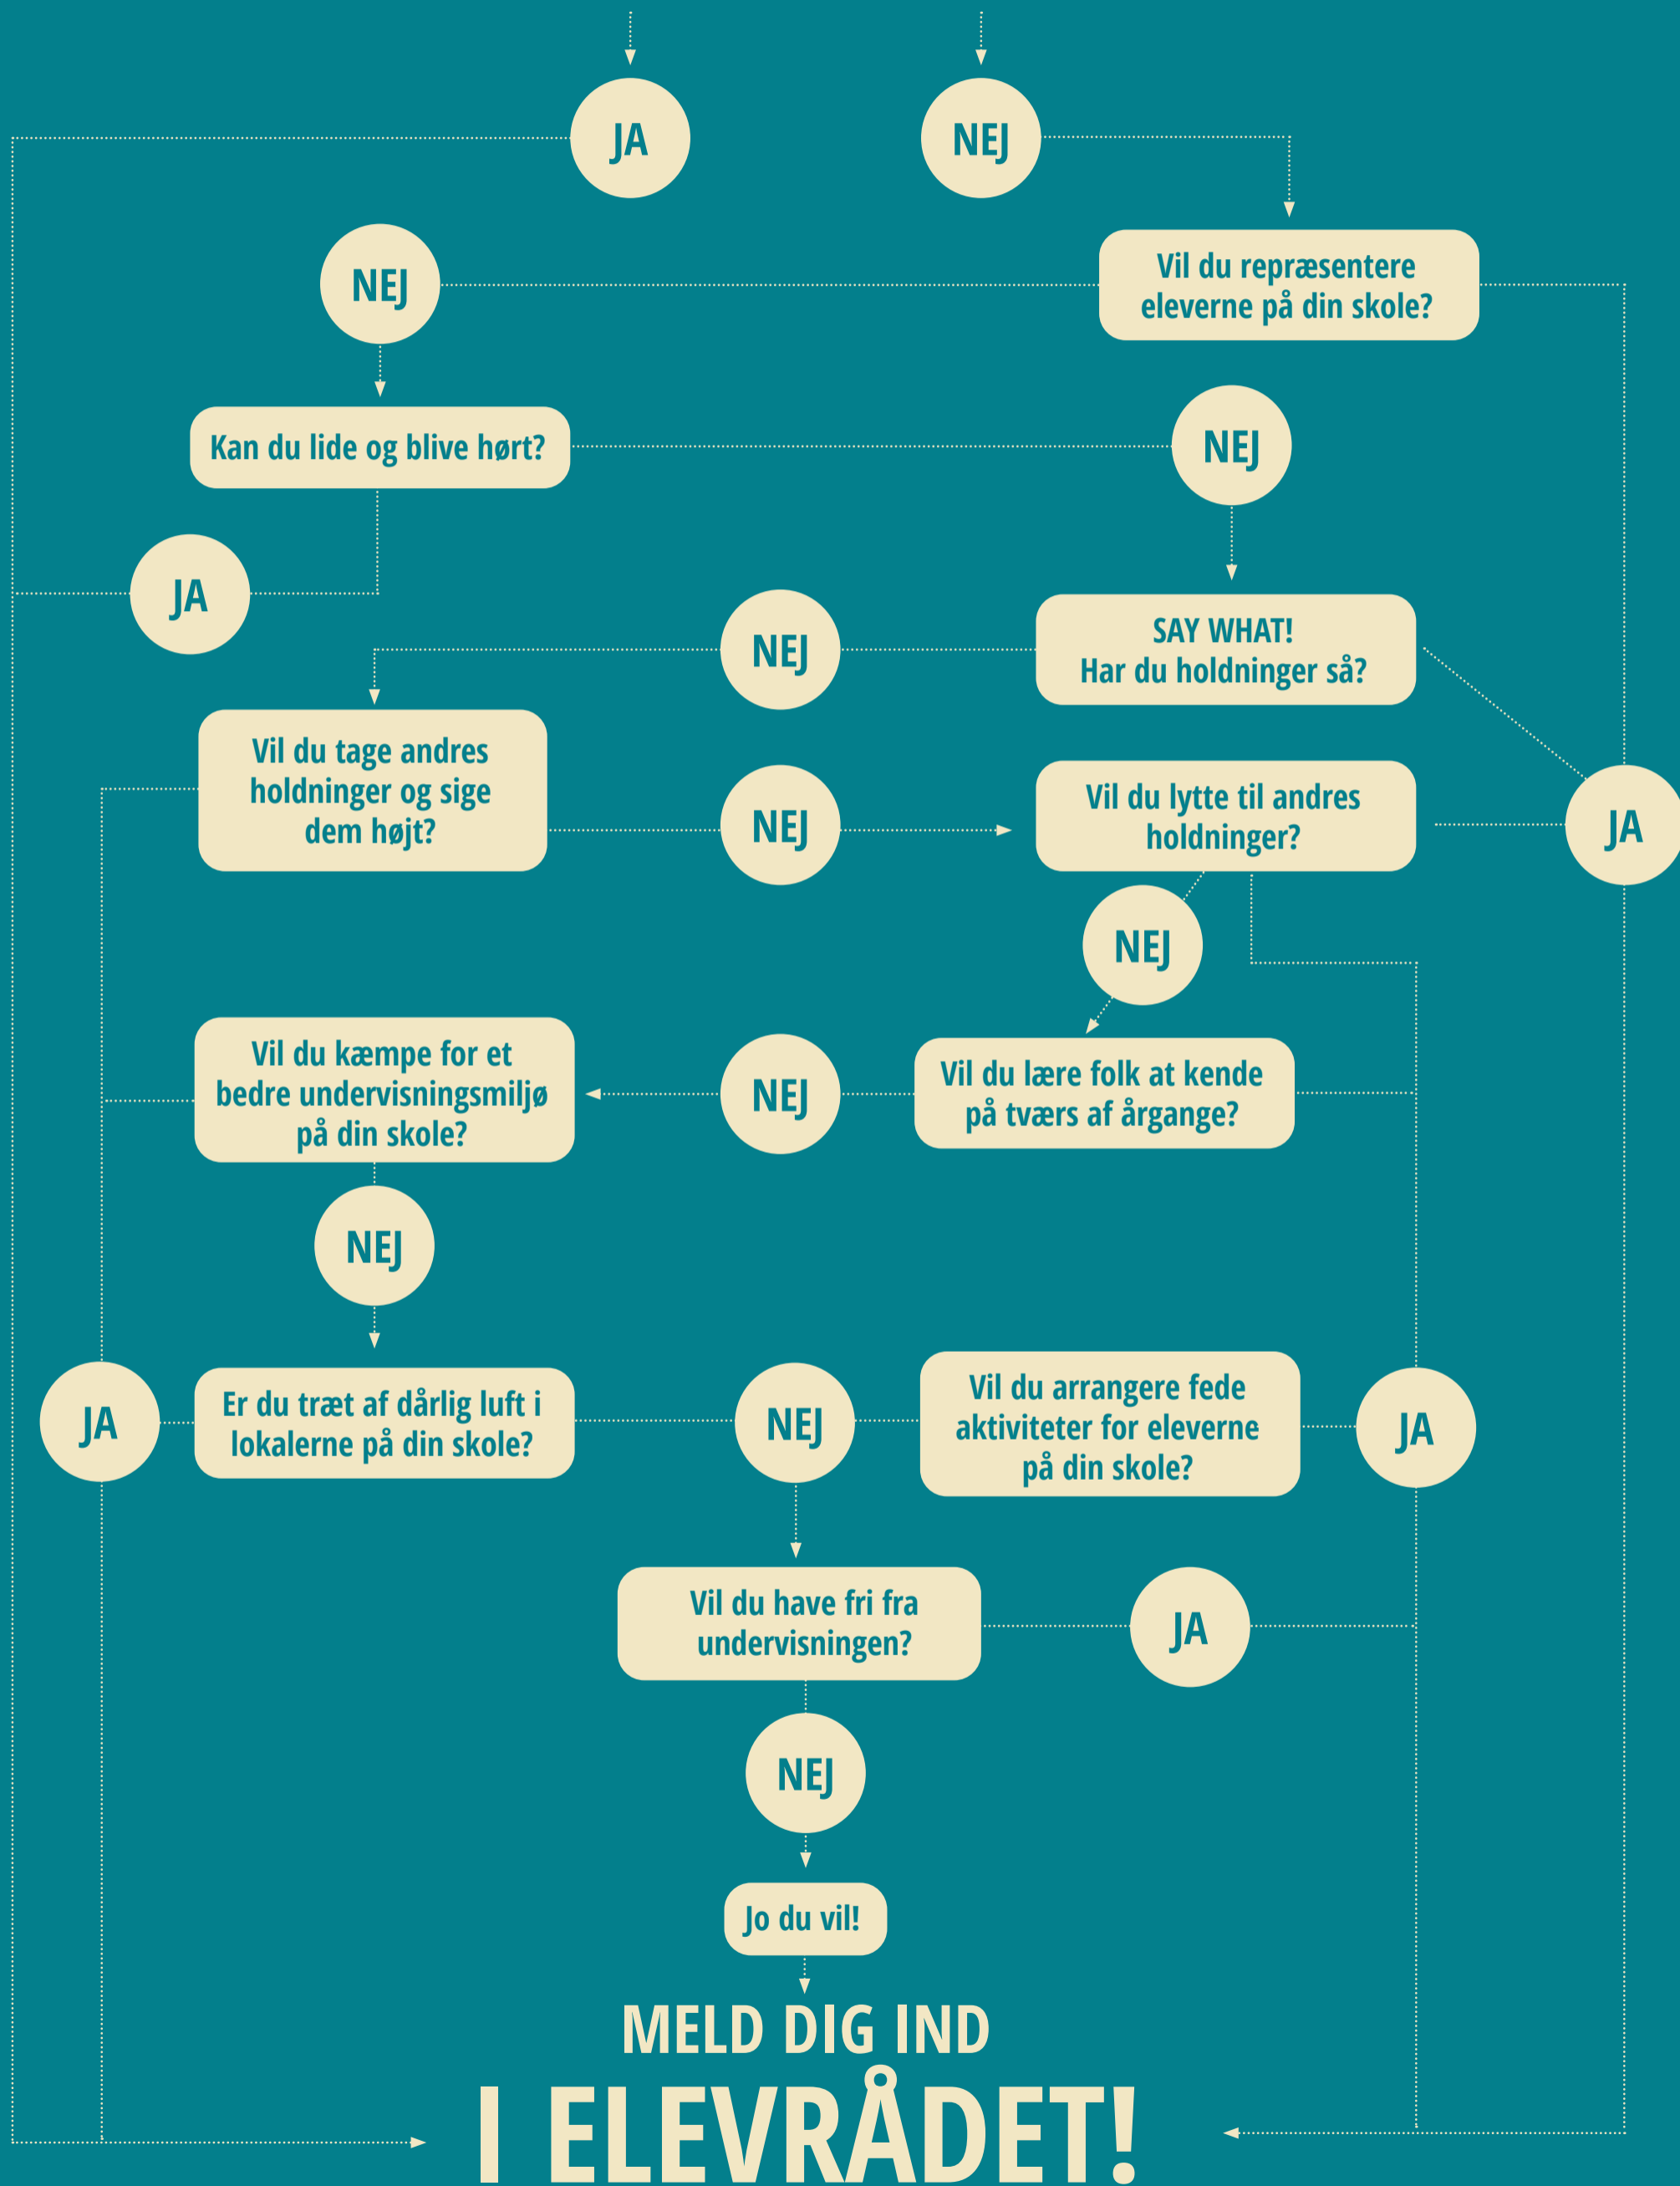 JA
NEJ
Vil du repræsentere
eleverne på din skole?
NEJ
Kan du lide og blive hørt?
NEJ
JA
SAY WHAT!
Har du holdninger så?
NEJ
Vil du tage andres
holdninger og sige
dem højt?
NEJ
Vil du lytte til andres
holdninger?
JA
NEJ
Vil du kæmpe for et
bedre undervisningsmiljø
på din skole?
NEJ
Vil du lære folk at kende
på tværs af årgange?
NEJ
JA
Er du træt af dårlig luft i
lokalerne på din skole?
NEJ
Vil du arrangere fede
aktiviteter for eleverne
på din skole?
JA
Vil du have fri fra
undervisningen?
JA
NEJ
Jo du vil!
MELD DIG IND
I ELEVRÅDET!